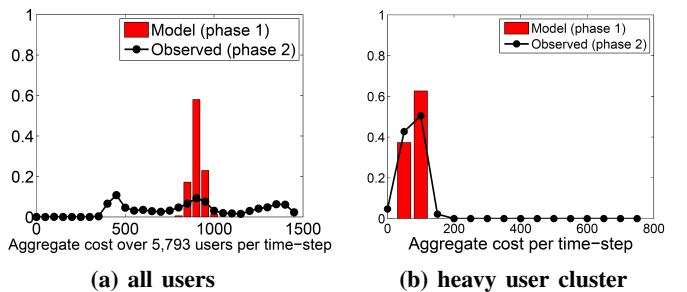 1
0.8
0.6
0.4
0.2
0
0 500 1000 1500
Model (phase 1)
Observed (phase 2)
Aggregate cost over 5,793 users per time-step
(a) all users
1
0.8
0.6
0.4
0.2
0
0 200 400 600 800
Model (phase 1)
Observed (phase 2)
Aggregate cost per time-step
(b) heavy user cluster